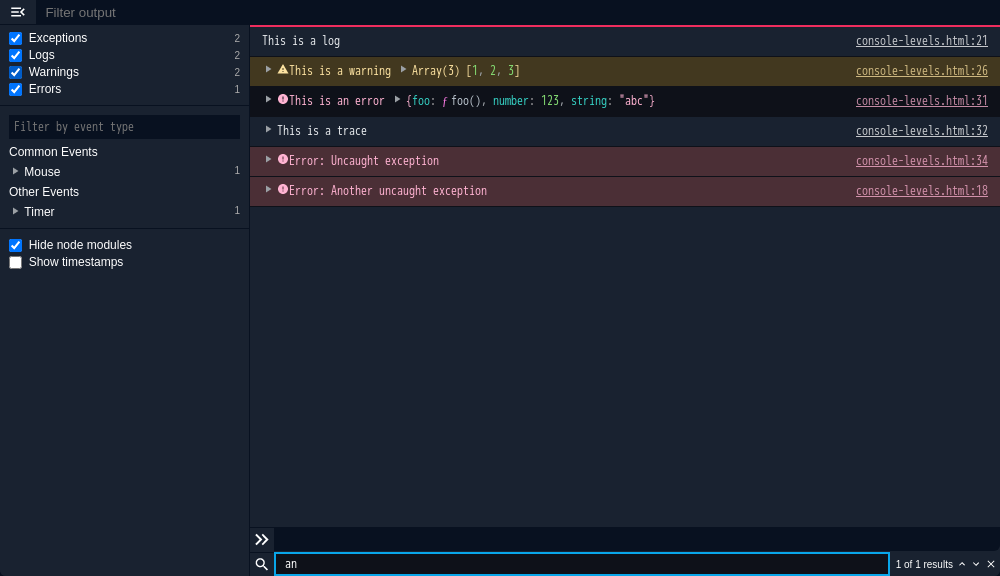 Filter output
Exceptions 2
Logs 2
Warnings 2
Errors 1
Filter by event type
Common Events
Mouse 1
Other Events
Timer 1
Hide node modules
Show timestamps
This is a log console-levels.html:21
This is a warning Array(3) [1, 2, 3] console-levels.html:26
This is an error {foo: ƒ foo(), number: 123, string: "abc"} console-levels.html:31
This is a trace console-levels.html:32
Error: Uncaught exception console-levels.html:34
Error: Another uncaught exception console-levels.html:18
an 1 of 1 results